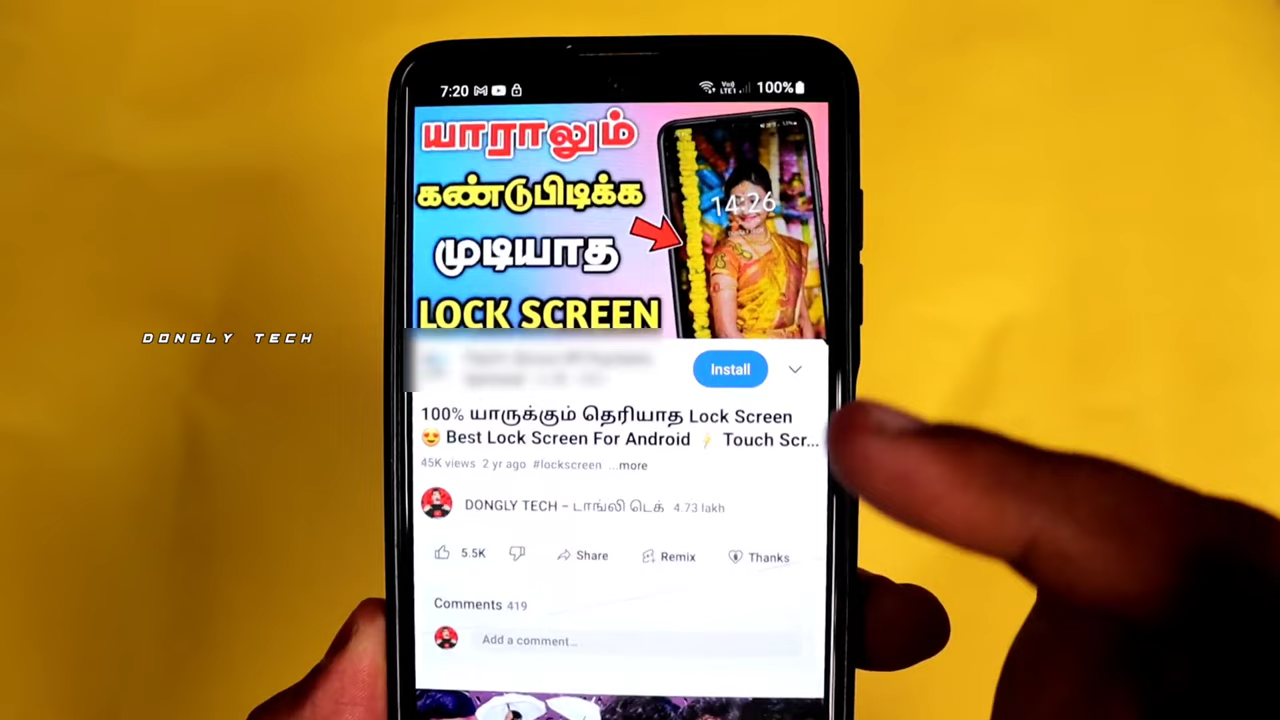 7:20 100%
யாராலும்
கண்டுபிடிக்க
முடியாத
LOCK SCREEN
14:26
DONGLY TECH
Install
100% யாருக்கும் தெரியாத Lock Screen
😍 Best Lock Screen For Android ⚡ Touch Scr...
45K views 2 yr ago #lockscreen ...more
DONGLY TECH – டாங்லி டெக் 4.73 lakh
5.5K Share Remix Thanks
Comments 419
Add a comment...